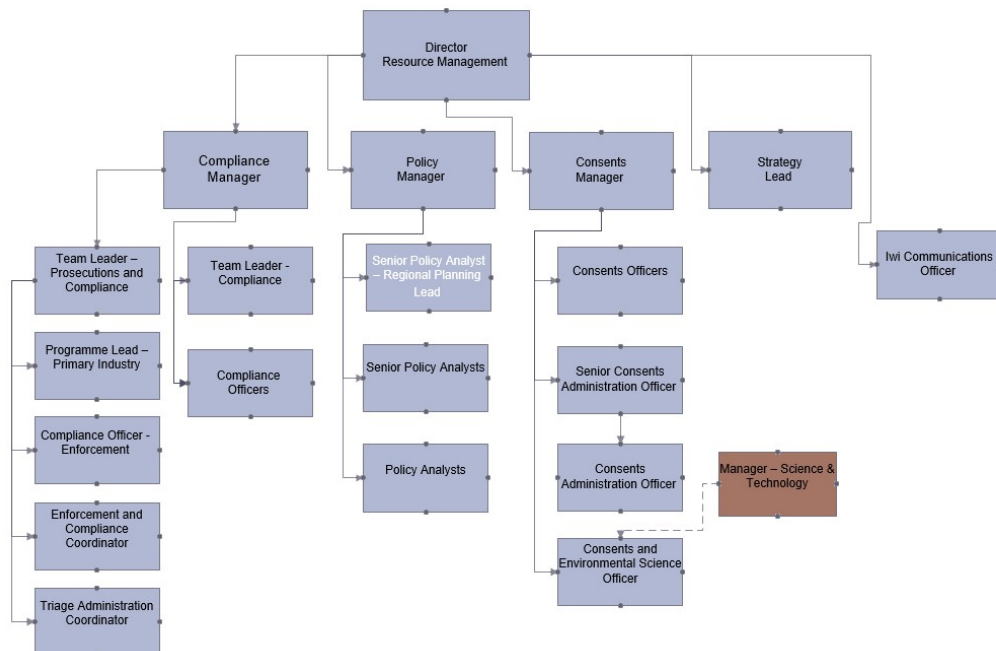 Director
Resource Management
Compliance
Manager
Policy
Manager
Consents
Manager
Strategy
Lead
Iwi Communications
Officer
Team Leader –
Prosecutions and
Compliance
Team Leader -
Compliance
Senior Policy Analyst
– Regional Planning
Lead
Consents Officers
Programme Lead –
Primary Industry
Compliance
Officers
Senior Policy Analysts
Senior Consents
Administration Officer
Compliance Officer -
Enforcement
Policy Analysts
Consents
Administration Officer
Manager – Science &
Technology
Enforcement and
Compliance
Coordinator
Consents and
Environmental Science
Officer
Triage Administration
Coordinator